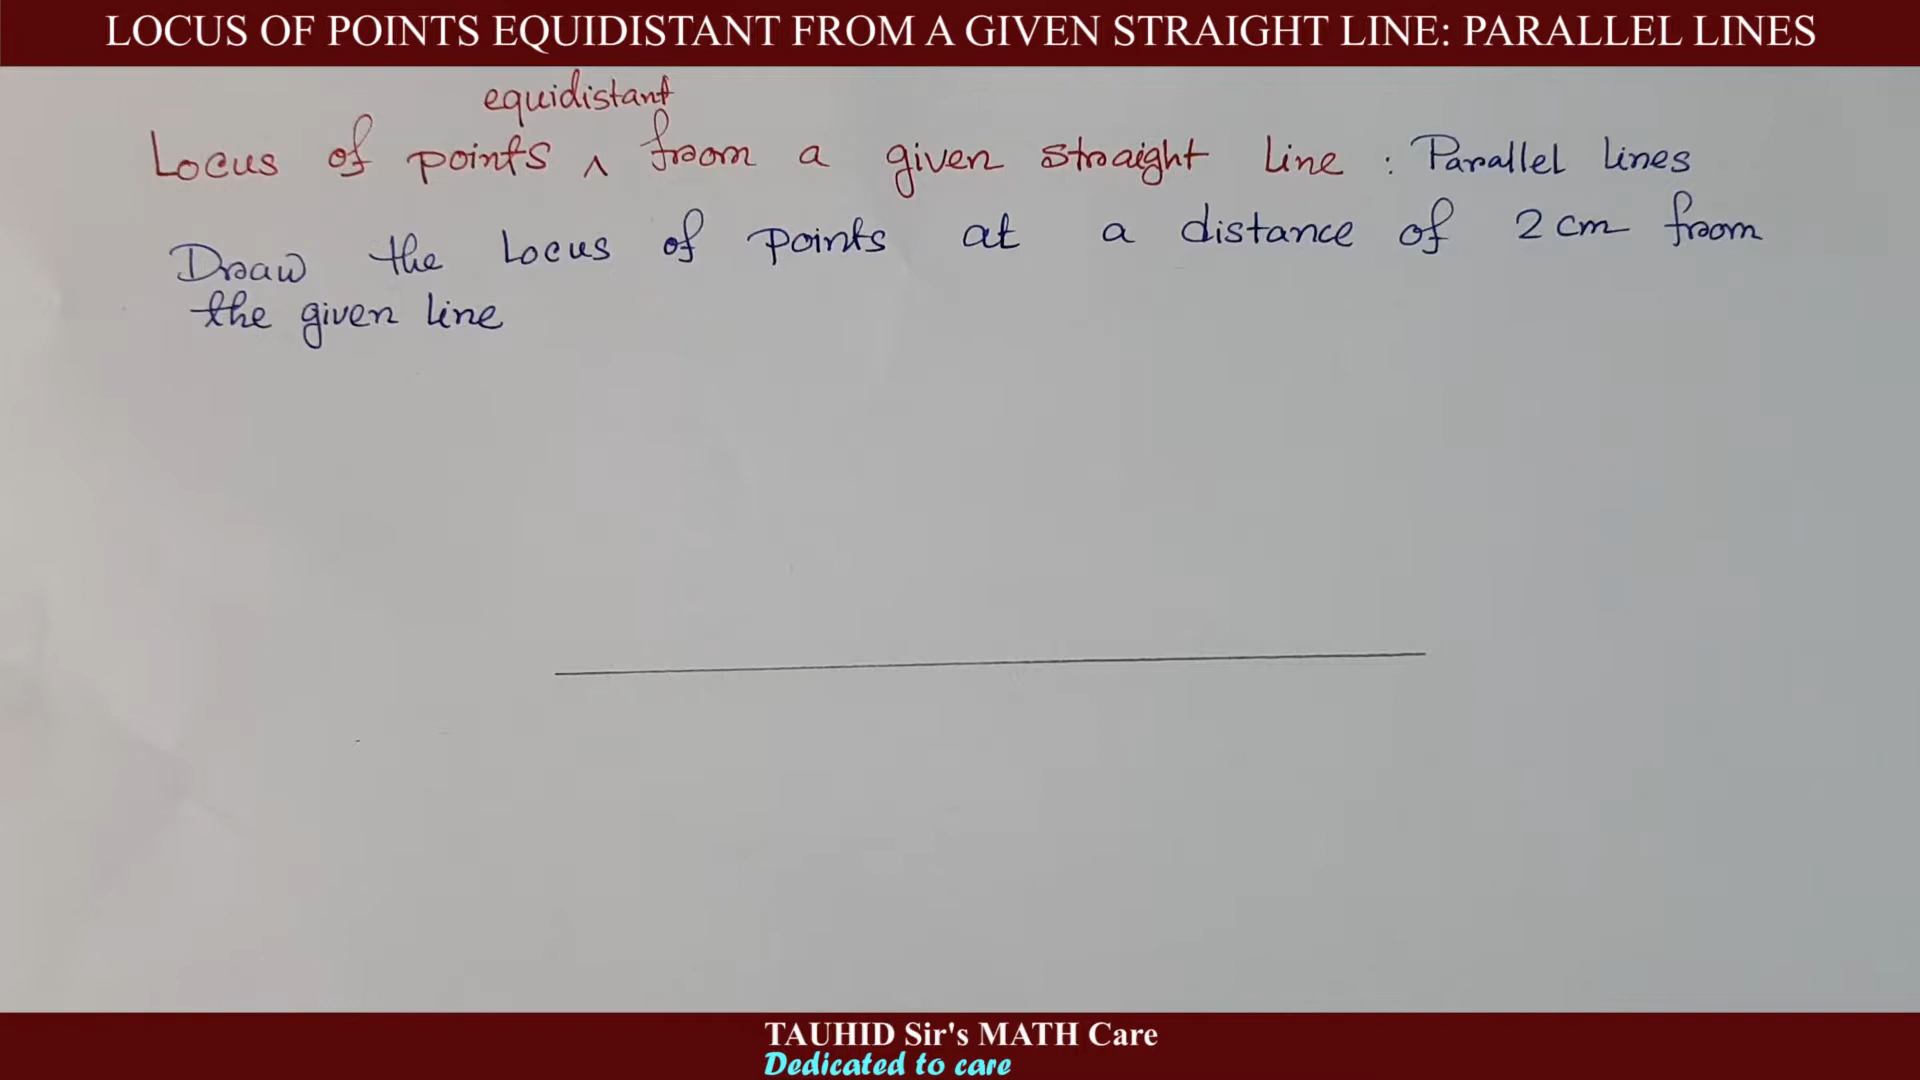 LOCUS OF POINTS EQUIDISTANT FROM A GIVEN STRAIGHT LINE: PARALLEL LINES
equidistant
Locus of points ^ from a given straight line : Parallel lines
Draw the Locus of points at a distance of 2 cm from
the given line
TAUHID Sir's MATH Care
Dedicated to care